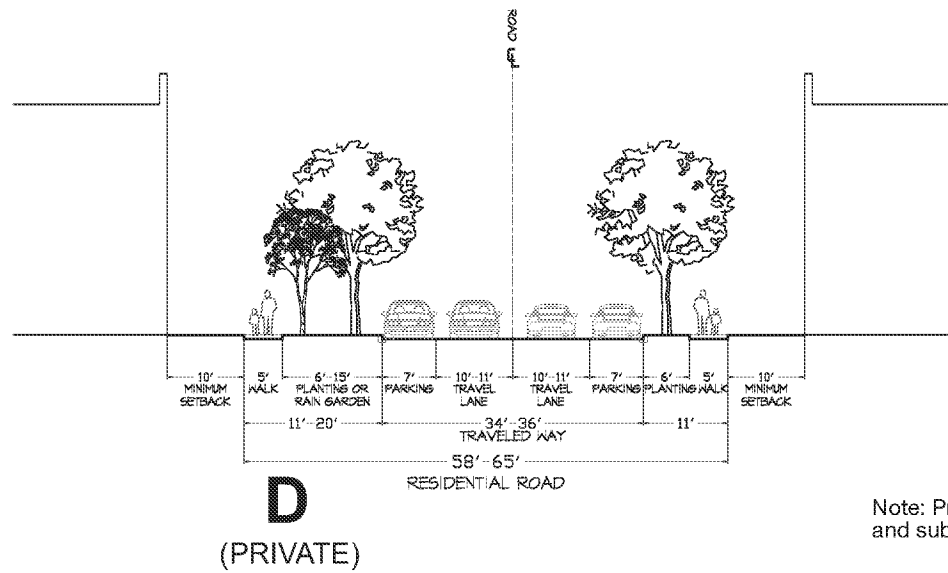 ROAD
CL
10'
MINIMUM
SETBACK
5'
WALK
6'-15'
PLANTING OR
RAIN GARDEN
7'
PARKING
10'-11'
TRAVEL
LANE
10'-11'
TRAVEL
LANE
7'
PARKING
6'
PLANTING
5'
WALK
10'
MINIMUM
SETBACK
11'-20'
34'-36'
TRAVELED WAY
11'
58'-65'
RESIDENTIAL ROAD
D
(PRIVATE)
Note: Pr
and sub